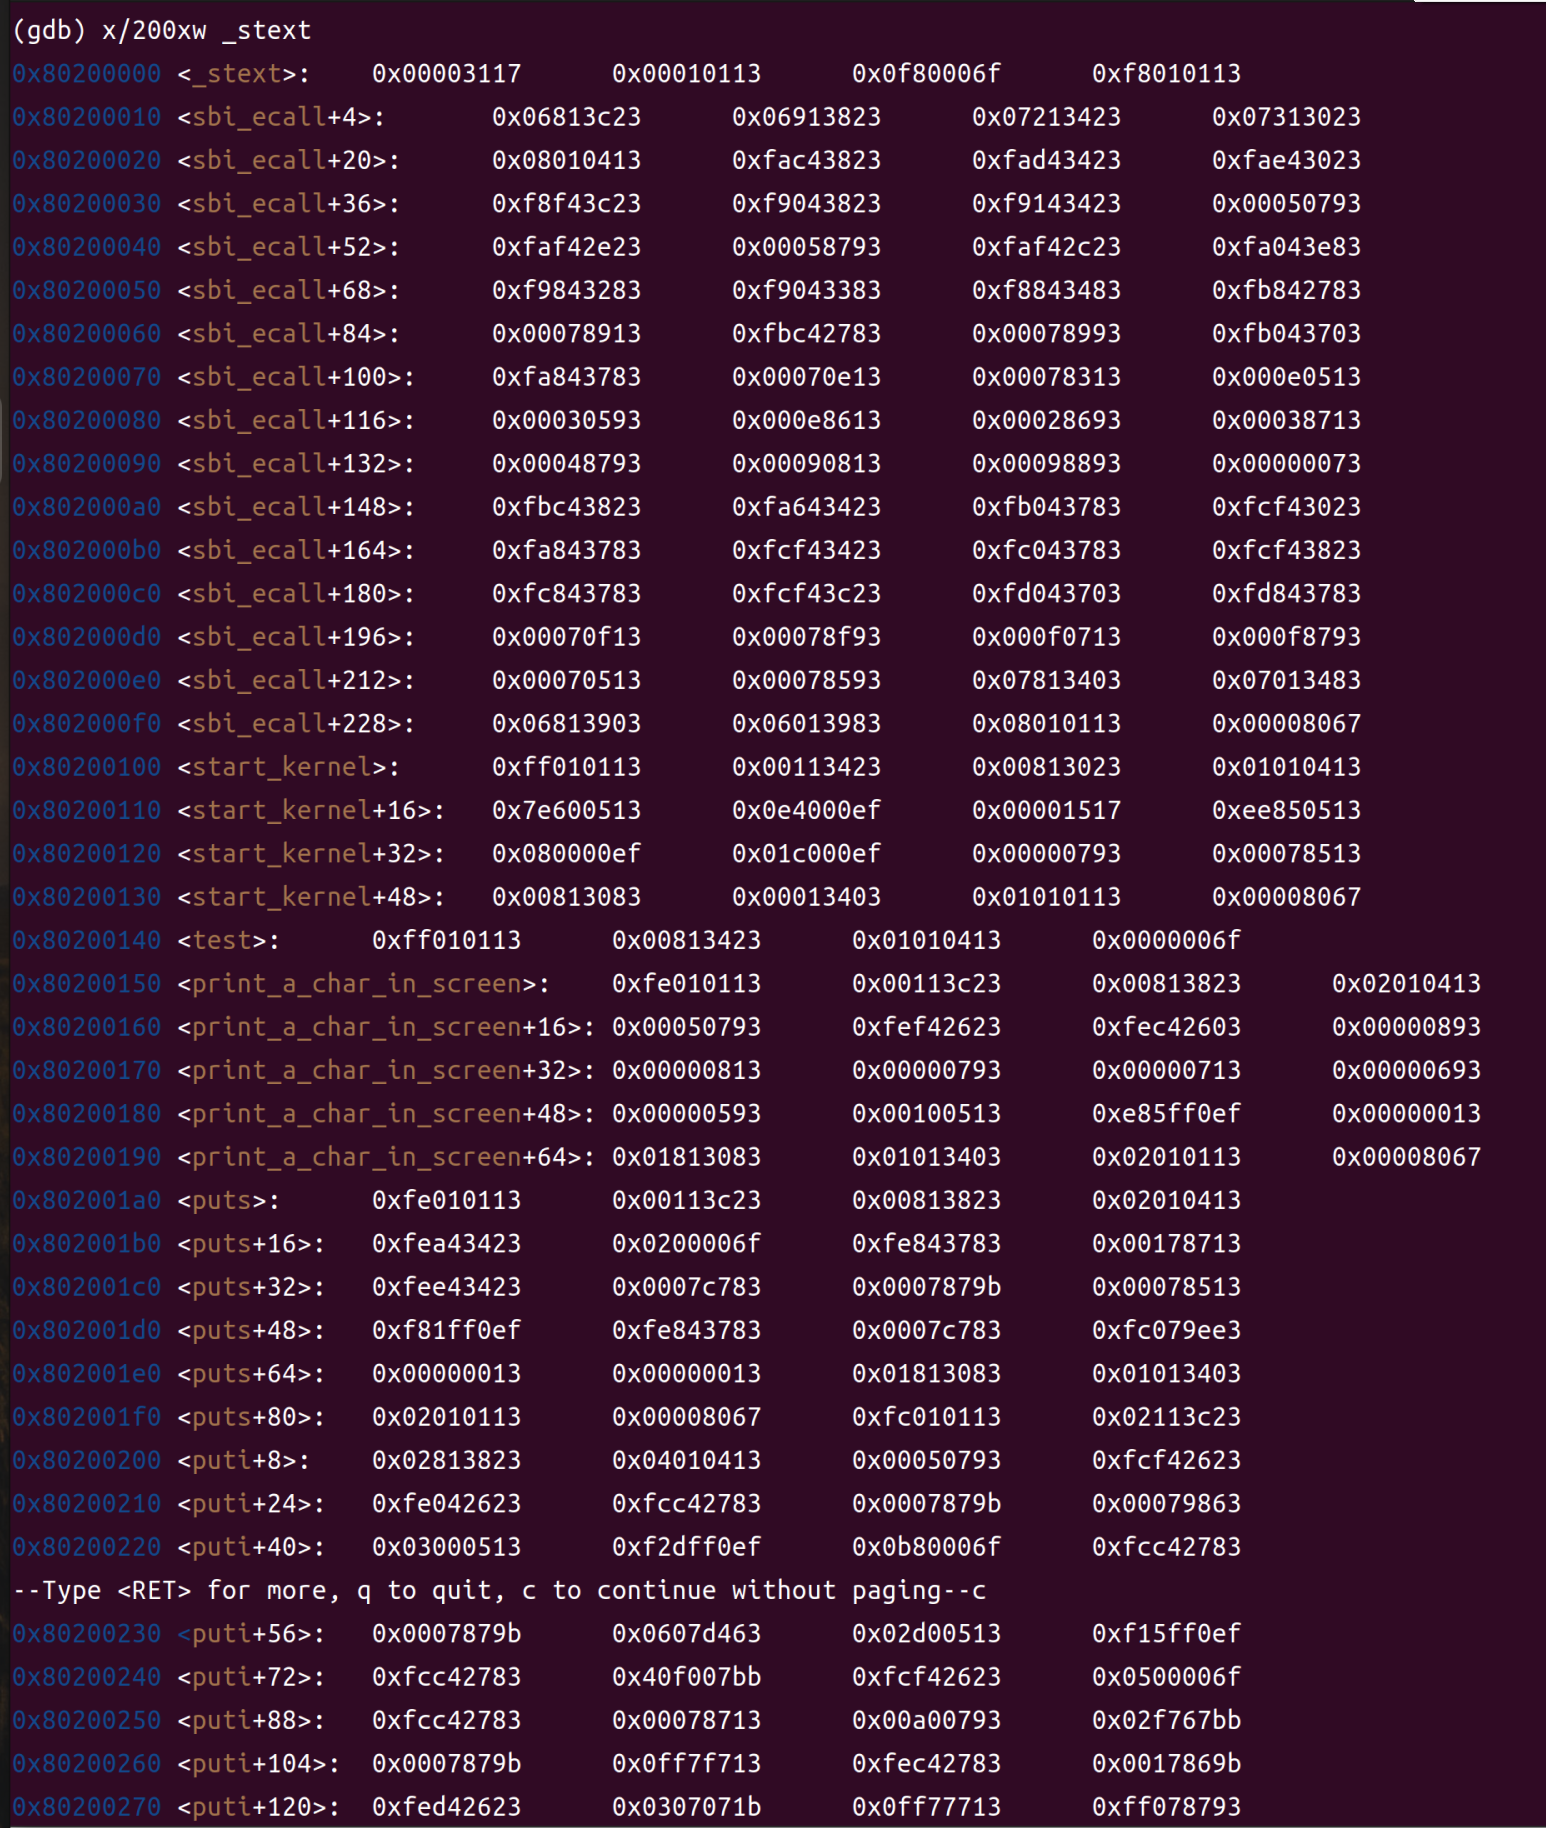 (gdb) x/200xw _stext
0x80200000 <_stext>: 0x00003117 0x00010113 0x0f80006f 0xf8010113
0x80200010 <sbi_ecall+4>: 0x06813c23 0x06913823 0x07213423 0x07313023
0x80200020 <sbi_ecall+20>: 0x08010413 0xfac43823 0xfad43423 0xfae43023
0x80200030 <sbi_ecall+36>: 0xf8f43c23 0xf9043823 0xf9143423 0x00050793
0x80200040 <sbi_ecall+52>: 0xfaf42e23 0x00058793 0xfaf42c23 0xfa043e83
0x80200050 <sbi_ecall+68>: 0xf9843283 0xf9043383 0xf8843483 0xfb842783
0x80200060 <sbi_ecall+84>: 0x00078913 0xfbc42783 0x00078993 0xfb043703
0x80200070 <sbi_ecall+100>: 0xfa843783 0x00070e13 0x00078313 0x000e0513
0x80200080 <sbi_ecall+116>: 0x00030593 0x000e8613 0x00028693 0x00038713
0x80200090 <sbi_ecall+132>: 0x00048793 0x00090813 0x00098893 0x00000073
0x802000a0 <sbi_ecall+148>: 0xfbc43823 0xfa643423 0xfb043783 0xfcf43023
0x802000b0 <sbi_ecall+164>: 0xfa843783 0xfcf43423 0xfc043783 0xfcf43823
0x802000c0 <sbi_ecall+180>: 0xfc843783 0xfcf43c23 0xfd043703 0xfd843783
0x802000d0 <sbi_ecall+196>: 0x00070f13 0x00078f93 0x000f0713 0x000f8793
0x802000e0 <sbi_ecall+212>: 0x00070513 0x00078593 0x07813403 0x07013483
0x802000f0 <sbi_ecall+228>: 0x06813903 0x06013983 0x08010113 0x00008067
0x80200100 <start_kernel>: 0xff010113 0x00113423 0x00813023 0x01010413
0x80200110 <start_kernel+16>: 0x7e600513 0x0e4000ef 0x00001517 0xee850513
0x80200120 <start_kernel+32>: 0x080000ef 0x01c000ef 0x00000793 0x00078513
0x80200130 <start_kernel+48>: 0x00813083 0x00013403 0x01010113 0x00008067
0x80200140 <test>: 0xff010113 0x00813423 0x01010413 0x0000006f
0x80200150 <print_a_char_in_screen>: 0xfe010113 0x00113c23 0x00813823 0x02010413
0x80200160 <print_a_char_in_screen+16>: 0x00050793 0xfef42623 0xfec42603 0x00000893
0x80200170 <print_a_char_in_screen+32>: 0x00000813 0x00000793 0x00000713 0x00000693
0x80200180 <print_a_char_in_screen+48>: 0x00000593 0x00100513 0xe85ff0ef 0x00000013
0x80200190 <print_a_char_in_screen+64>: 0x01813083 0x01013403 0x02010113 0x00008067
0x802001a0 <puts>: 0xfe010113 0x00113c23 0x00813823 0x02010413
0x802001b0 <puts+16>: 0xfea43423 0x0200006f 0xfe843783 0x00178713
0x802001c0 <puts+32>: 0xfee43423 0x0007c783 0x0007879b 0x00078513
0x802001d0 <puts+48>: 0xf81ff0ef 0xfe843783 0x0007c783 0xfc079ee3
0x802001e0 <puts+64>: 0x00000013 0x00000013 0x01813083 0x01013403
0x802001f0 <puts+80>: 0x02010113 0x00008067 0xfc010113 0x02113c23
0x80200200 <puti+8>: 0x02813823 0x04010413 0x00050793 0xfcf42623
0x80200210 <puti+24>: 0xfe042623 0xfcc42783 0x0007879b 0x00079863
0x80200220 <puti+40>: 0x03000513 0xf2dff0ef 0x0b80006f 0xfcc42783
--Type <RET> for more, q to quit, c to continue without paging--c
0x80200230 <puti+56>: 0x0007879b 0x0607d463 0x02d00513 0xf15ff0ef
0x80200240 <puti+72>: 0xfcc42783 0x40f007bb 0xfcf42623 0x0500006f
0x80200250 <puti+88>: 0xfcc42783 0x00078713 0x00a00793 0x02f767bb
0x80200260 <puti+104>: 0x0007879b 0x0ff7f713 0xfec42783 0x0017869b
0x80200270 <puti+120>: 0xfed42623 0x0307071b 0x0ff77713 0xff078793